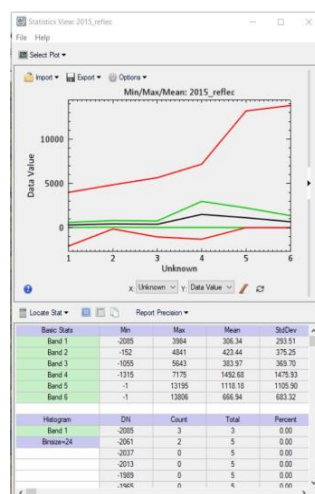 Statistics View: 2015_reflec
File Help
Select Plot
Import Export Options
Min/Max/Mean: 2015_reflec
Data Value
10000
5000
0
1 2 3 4 5 6
Unknown
X: Unknown Y: Data Value
Locate Stat Report Precision
Basic Stats Min Max Mean StdDev
Band 1 -2085 3984 306.34 293.51
Band 2 -152 4841 423.44 375.25
Band 3 -1055 5643 383.97 369.70
Band 4 -1315 7175 1492.68 1475.93
Band 5 -1 13195 1118.18 1105.90
Band 6 -1 13806 666.94 683.32
Histogram DN Count Total Percent
Band 1 -2085 3 3 0.00
Binsize=24 -2061 2 5 0.00
-2037 0 5 0.00
-2013 0 5 0.00
-1989 0 5 0.00
-1965 0 5 0.00